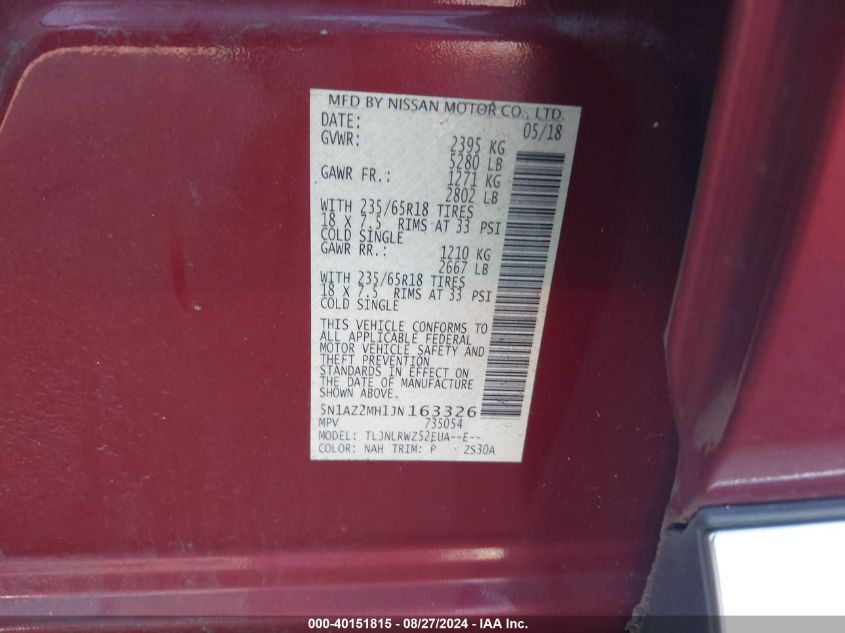 MFD BY NISSAN MOTOR CO., LTD.
DATE: 05/18
GVWR: 2395 KG
5280 LB
GAWR FR.: 1271 KG
2802 LB
WITH 235/65R18 TIRES
18 X 7.5 RIMS AT 33 PSI
COLD SINGLE
GAWR RR.: 1210 KG
2667 LB
WITH 235/65R18 TIRES
18 X 7.5 RIMS AT 33 PSI
COLD SINGLE
THIS VEHICLE CONFORMS TO
ALL APPLICABLE FEDERAL
MOTOR VEHICLE SAFETY AND
THEFT PREVENTION
STANDARDS IN EFFECT ON
THE DATE OF MANUFACTURE
SHOWN ABOVE.
5N1AZ2MH1JN163326
MPV 735054
MODEL: TLJNLRWZ52EUA--E--
COLOR: NAH TRIM: P ZS30A
000-40151815 - 08/27/2024 - IAA Inc.